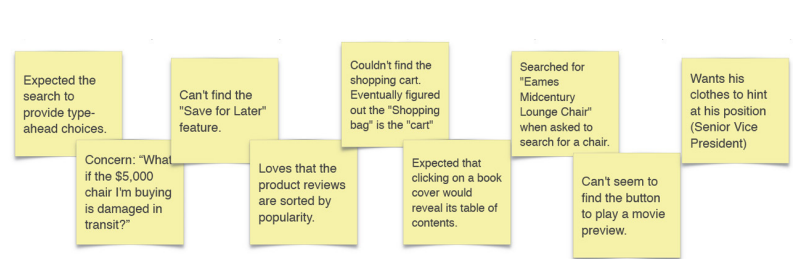 Expected the
search to
provide type-
ahead choices.
Concern: “What
if the $5,000
chair I'm buying
is damaged in
transit?”
Can't find the
"Save for Later"
feature.
Loves that the
product reviews
are sorted by
popularity.
Couldn't find the
shopping cart.
Eventually figured
out the "Shopping
bag" is the "cart"
Expected that
clicking on a book
cover would
reveal its table of
contents.
Searched for
"Eames
Midcentury
Lounge Chair"
when asked to
search for a chair.
Can't seem to
find the button
to play a movie
preview.
Wants his
clothes to hint
at his position
(Senior Vice
President)